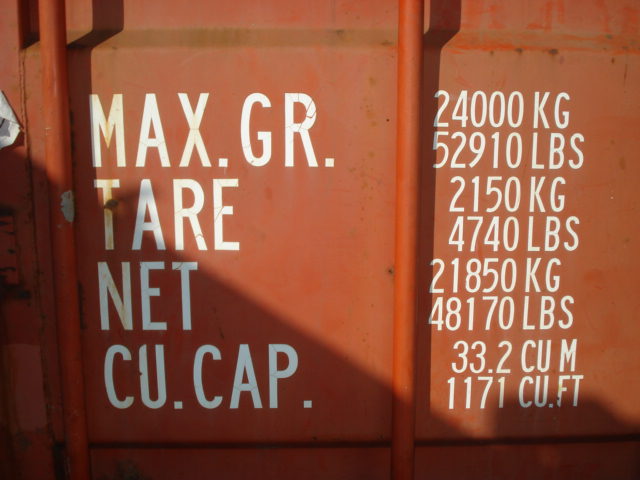 MAX.GR. 24000 KG
52910 LBS
TARE 2150 KG
4740 LBS
NET 21850 KG
48170 LBS
CU.CAP. 33.2 CU M
1171 CU.FT